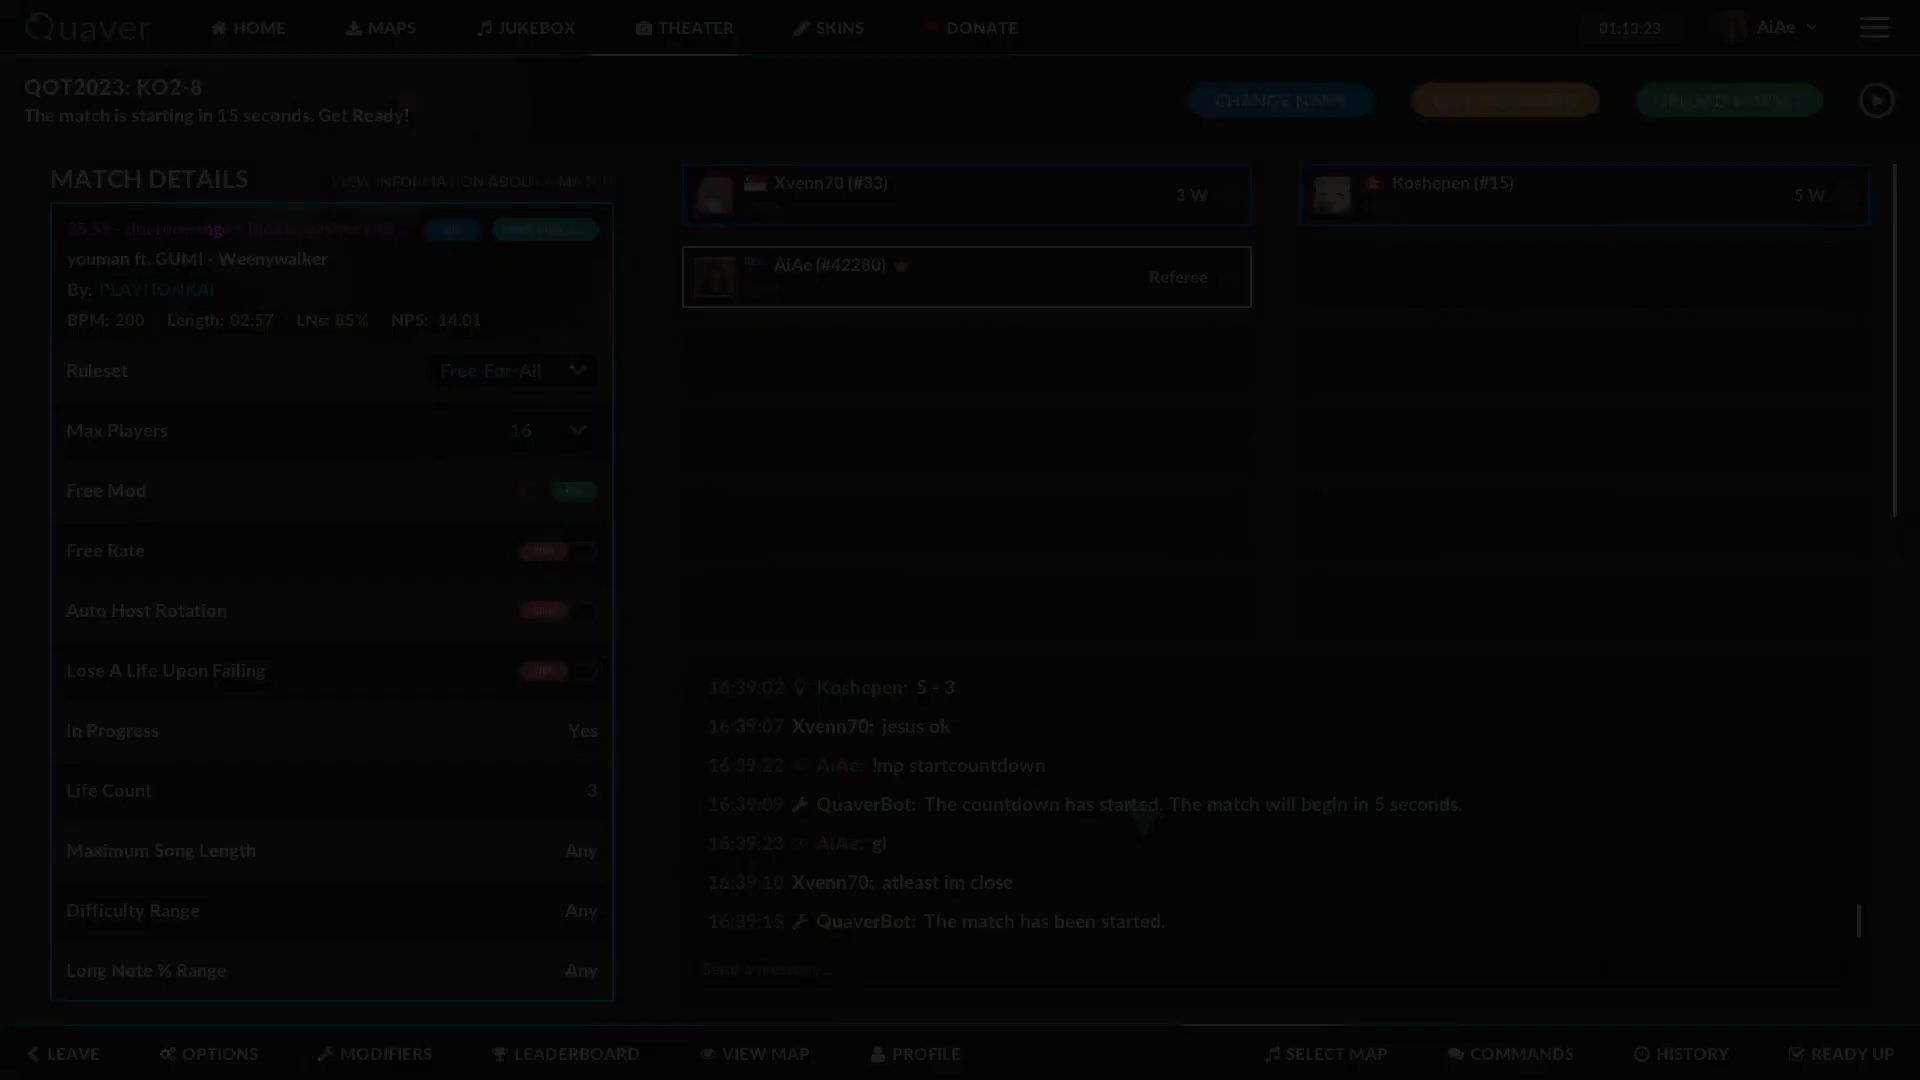 Quaver
HOME
MAPS
JUKEBOX
THEATER
SKINS
DONATE
01:13:23
AiAe
QOT2023: KO2-8
The match is starting in 15 seconds. Get Ready!
CHANGE NAME
MATCH DETAILS
youman ft. GUMI - Weenywalker
By: PLAYHONKAI
BPM: 200 Length: 02:57 LNs: 85% NPS: 14.01
Ruleset Free-For-All
Max Players 16
Free Mod
Free Rate
Auto Host Rotation
Lose A Life Upon Failing
In Progress Yes
Life Count 3
Maximum Song Length Any
Difficulty Range Any
Long Note % Range Any
Xvenn70 (#33) 3 W
Koshepen (#15) 5 W
AiAe (#42280) Referee
16:39:02 Koshepen: 5 - 3
16:39:07 Xvenn70: jesus ok
16:39:22 AiAe: !mp startcountdown
16:39:09 QuaverBot: The countdown has started. The match will begin in 5 seconds.
16:39:23 AiAe: gl
16:39:10 Xvenn70: atleast im close
16:39:15 QuaverBot: The match has been started.
Send a message...
LEAVE
OPTIONS
MODIFIERS
LEADERBOARD
VIEW MAP
PROFILE
SELECT MAP
COMMANDS
HISTORY
READY UP